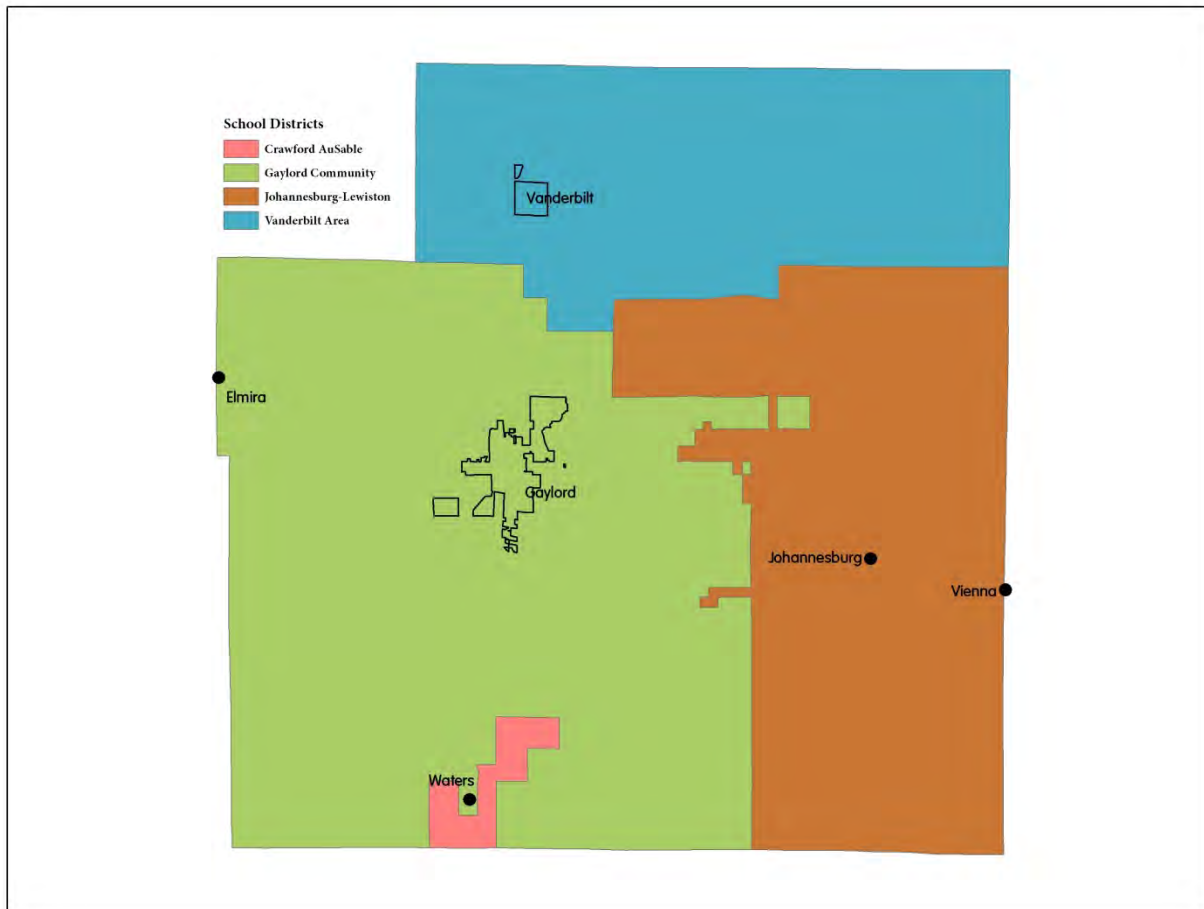 School Districts
Crawford AuSable
Gaylord Community
Johannesburg-Lewiston
Vanderbilt Area
Vanderbilt
Elmira
Gaylord
Johannesburg
Vienna
Waters